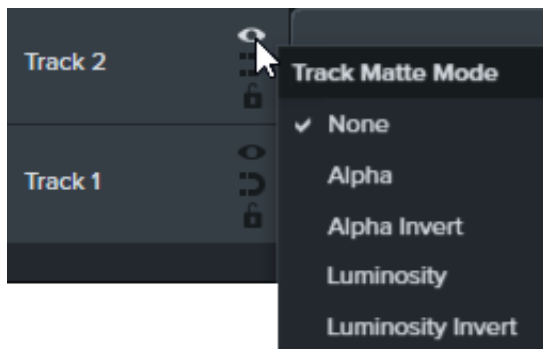 Track 2
Track Matte Mode
None
Alpha
Track 1
Alpha Invert
Luminosity
Luminosity Invert